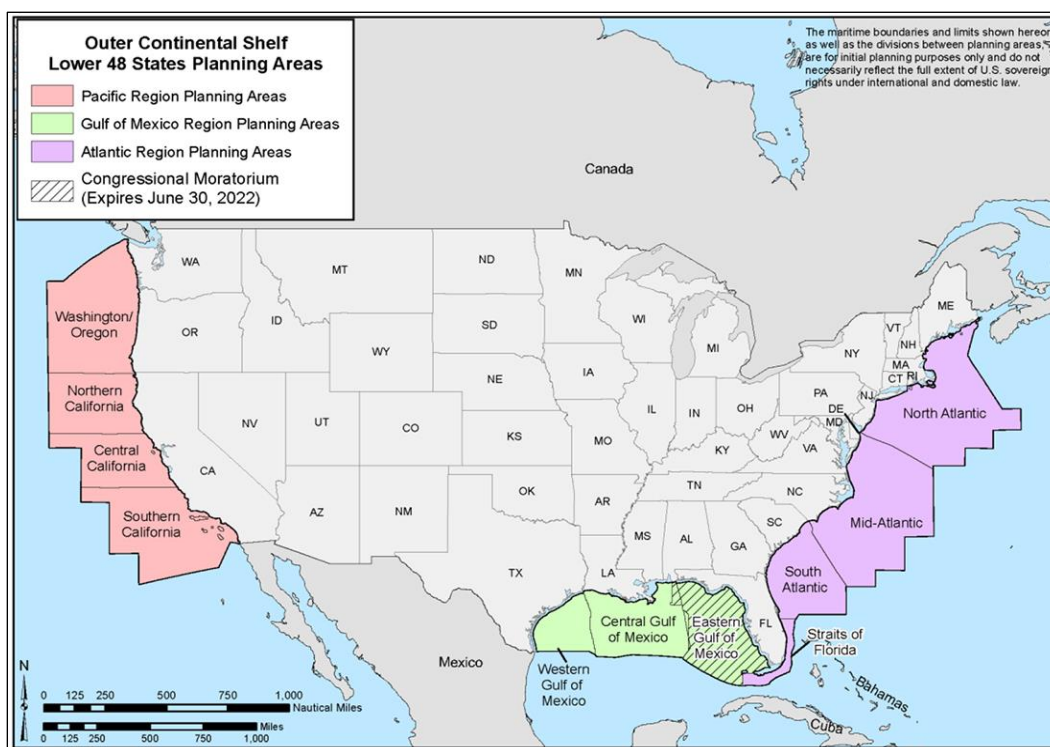 Outer Continental Shelf
Lower 48 States Planning Areas
Pacific Region Planning Areas
Gulf of Mexico Region Planning Areas
Atlantic Region Planning Areas
Congressional Moratorium
(Expires June 30, 2022)
The maritime boundaries and limits shown hereon
as well as the divisions between planning areas,
are for initial planning purposes only and do not
necessarily reflect the full extent of U.S. sovereign
rights under international and domestic law.
Canada
WA
MT
ND
MN
ME
Washington/
Oregon
OR
ID
SD
WI
MI
VT
NH
NY
MA
CT
RI
WY
Northern
California
NE
IA
PA
NJ
North Atlantic
DE
MD
NV
UT
CO
IL
IN
OH
WV
VA
Central
California
CA
KS
MO
KY
Southern
California
AZ
NM
OK
AR
TN
NC
Mid-Atlantic
SC
MS
AL
GA
South
Atlantic
TX
LA
FL
Central Gulf
of Mexico
Eastern
Gulf of
Mexico
Straits of
Florida
Western
Gulf of
Mexico
Mexico
Bahamas
Cuba
N
0 125 250 500 750 1,000
Nautical Miles
Miles
0 125 250 500 750 1,000